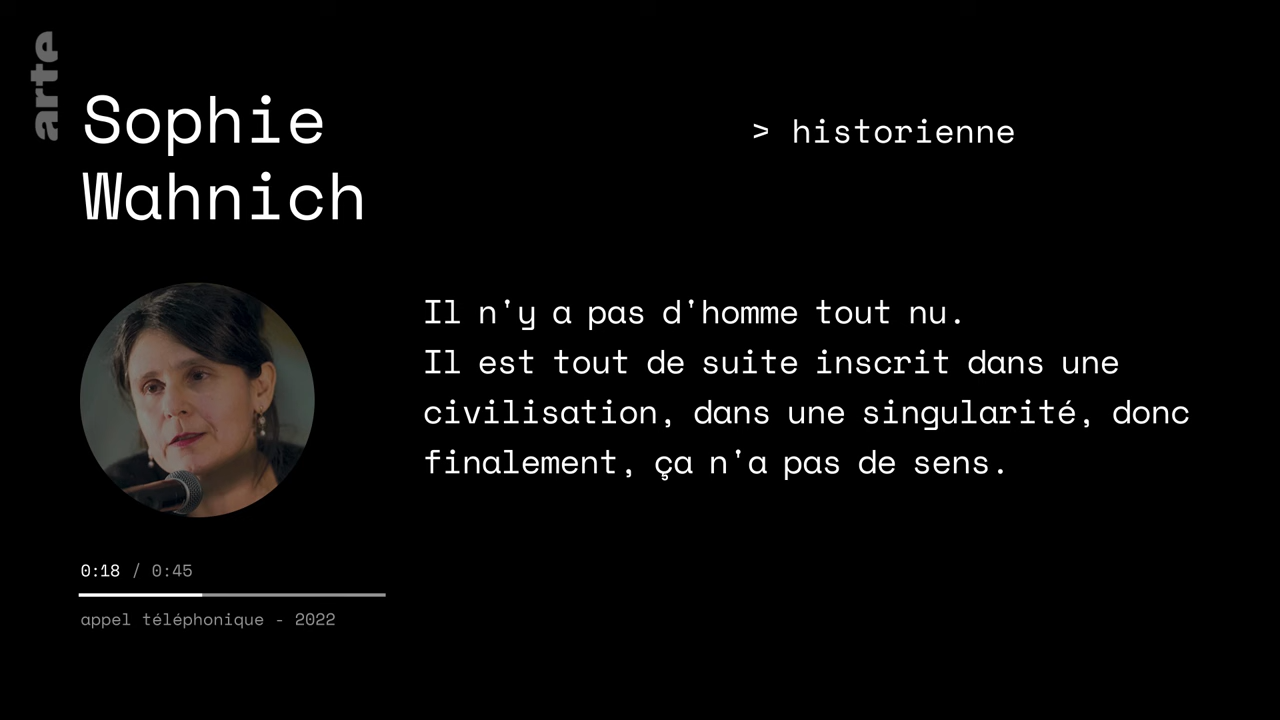 arte
Sophie
Wahnich
> historienne
Il n'y a pas d'homme tout nu.
Il est tout de suite inscrit dans une
civilisation, dans une singularité, donc
finalement, ça n'a pas de sens.
0:18 / 0:45
appel téléphonique - 2022